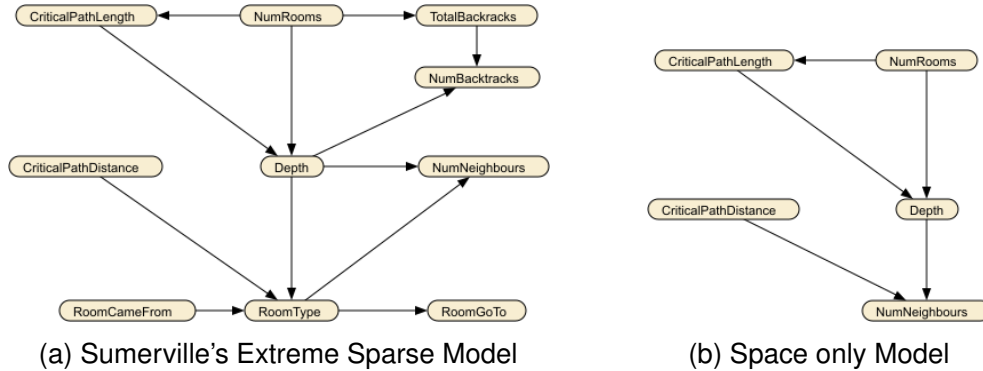 CriticalPathLength NumRooms TotalBackracks
NumBacktracks
CriticalPathDistance Depth NumNeighbours
RoomCameFrom RoomType RoomGoTo
(a) Sumerville's Extreme Sparse Model
CriticalPathLength NumRooms
CriticalPathDistance Depth
NumNeighbours
(b) Space only Model